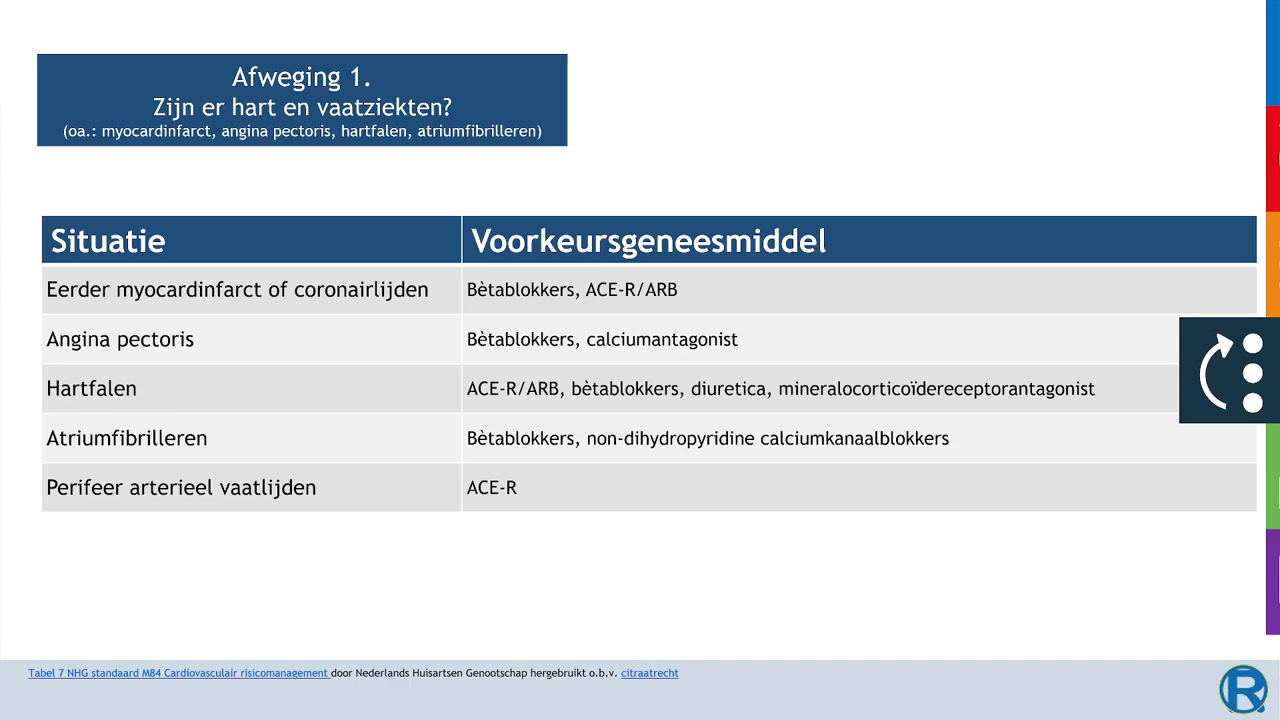 Afweging 1.
Zijn er hart en vaatziekten?
(oa.: myocardinfarct, angina pectoris, hartfalen, atriumfibrilleren)
Situatie Voorkeursgeneesmiddel
Eerder myocardinfarct of coronairlijden Bètablokkers, ACE-R/ARB
Angina pectoris Bètablokkers, calciumantagonist
Hartfalen ACE-R/ARB, bètablokkers, diuretica, mineralocorticoïdereceptorantagonist
Atriumfibrilleren Bètablokkers, non-dihydropyridine calciumkanaalblokkers
Perifeer arterieel vaatlijden ACE-R
Tabel 7 NHG standaard M84 Cardiovasculair risicomanagement door Nederlands Huisartsen Genootschap hergebruikt o.b.v. citraatrecht
R